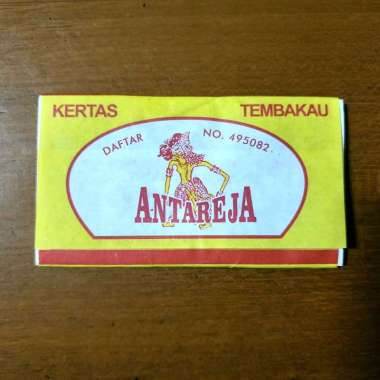 KERTAS TEMBAKAU
DAFTAR NO. 495082.
ANTAREJA